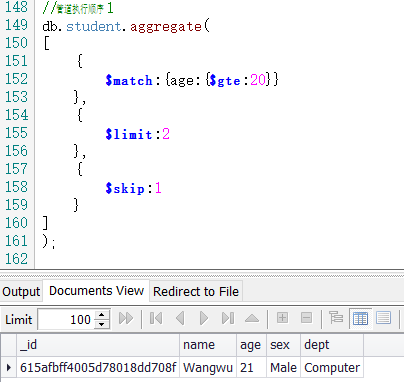 148 //管道执行顺序1
149 db.student.aggregate(
150 [
151 {
152 $match:{age:{$gte:20}}
153 },
154 {
155 $limit:2
156 },
157 {
158 $skip:1
159 }
160 ]
161 );
162
Output Documents View Redirect to File
Limit 100
_id name age sex dept
615afbff4005d78018dd708f Wangwu 21 Male Computer